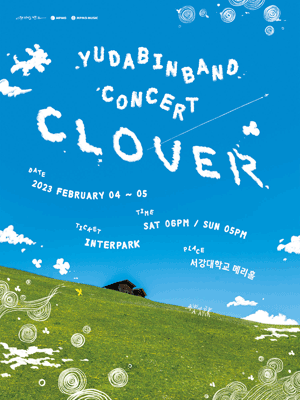 YUDABINBAND
CONCERT
CLOVER
DATE
2023 FEBRUARY 04 ~ 05
TIME
SAT 06PM / SUN 05PM
TICKET
INTERPARK
PLACE
서강대학교 메리홀